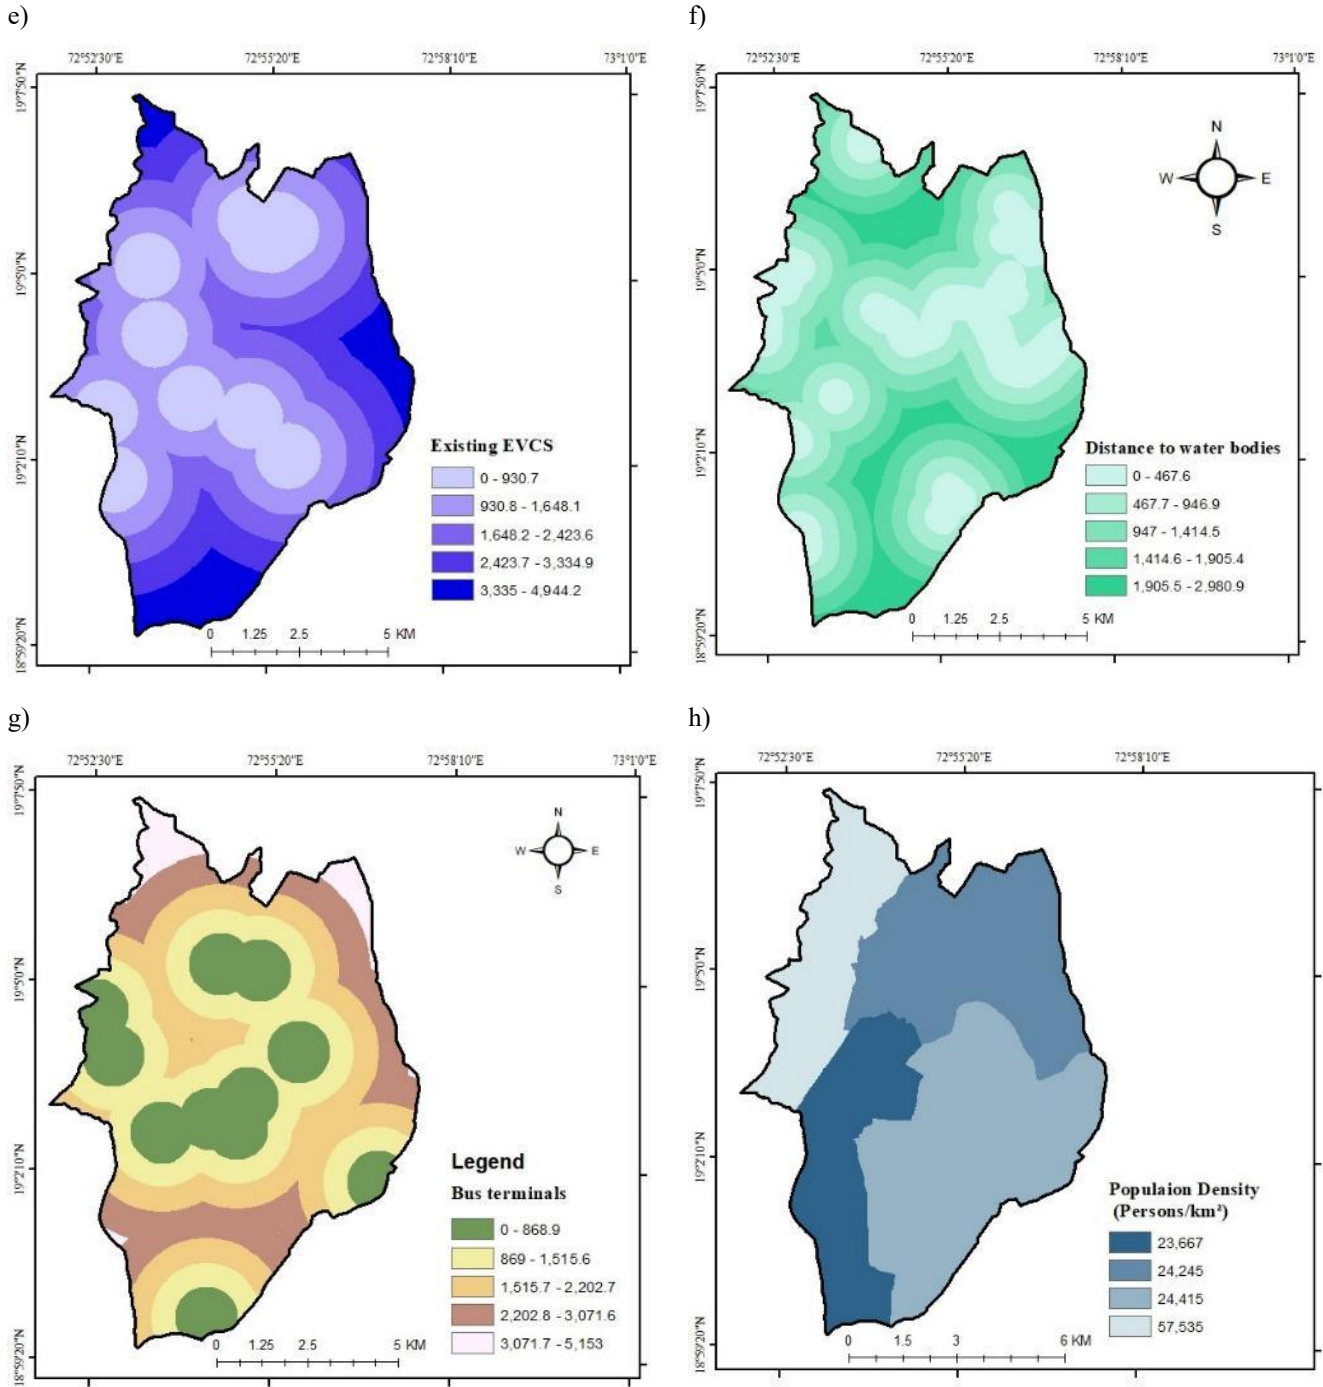 e)
72°52'30"E 72°55'20"E 72°58'10"E 73°1'0"E
19°7'50"N
19°5'0"N
19°2'10"N
18°59'20"N
Existing EVCS
0 - 930.7
930.8 - 1,648.1
1,648.2 - 2,423.6
2,423.7 - 3,334.9
3,335 - 4,944.2
0 1.25 2.5 5 KM
f)
72°52'30"E 72°55'20"E 72°58'10"E 73°1'0"E
19°7'50"N
19°5'0"N
19°2'10"N
18°59'20"N
N
W E
S
Distance to water bodies
0 - 467.6
467.7 - 946.9
947 - 1,414.5
1,414.6 - 1,905.4
1,905.5 - 2,980.9
0 1.25 2.5 5 KM
g)
72°52'30"E 72°55'20"E 72°58'10"E 73°1'0"E
19°7'50"N
19°5'0"N
19°2'10"N
18°59'20"N
N
W E
S
Legend
Bus terminals
0 - 868.9
869 - 1,515.6
1,515.7 - 2,202.7
2,202.8 - 3,071.6
3,071.7 - 5,153
0 1.25 2.5 5 KM
h)
72°52'30"E 72°55'20"E 72°58'10"E
19°7'50"N
19°5'0"N
19°2'10"N
18°59'20"N
Populaion Density
(Persons/km²)
23,667
24,245
24,415
57,535
0 1.5 3 6 KM